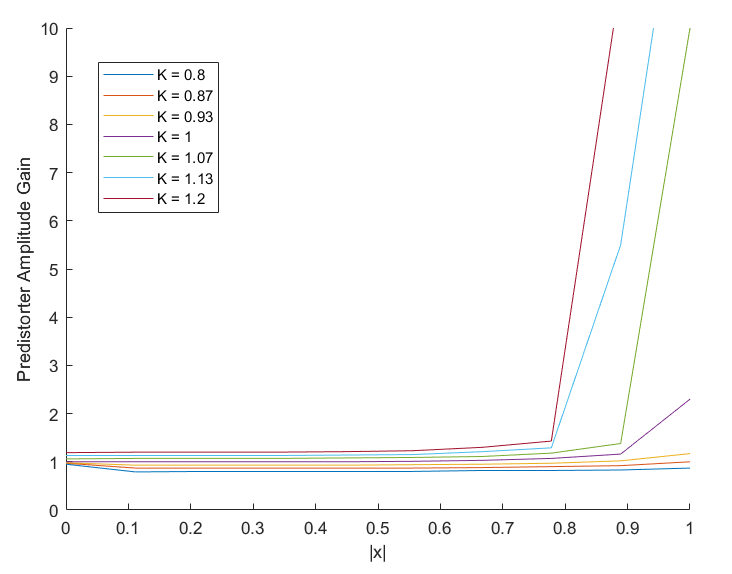 10
9
8
7
6
5
4
3
2
1
0
Predistorter Amplitude Gain
K = 0.8
K = 0.87
K = 0.93
K = 1
K = 1.07
K = 1.13
K = 1.2
0 0.1 0.2 0.3 0.4 0.5 0.6 0.7 0.8 0.9 1
|x|